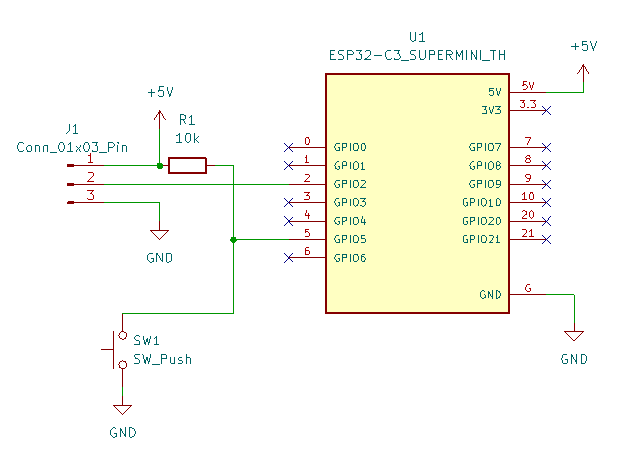 U1
ESP32-C3_SUPERMINI_TH
+5V
5V
5V
3V3
3.3
+5V
R1
10k
J1
Conn_01x03_Pin
1
2
3
0
GPIO0
1
GPIO1
2
GPIO2
3
GPIO3
4
GPIO4
5
GPIO5
6
GPIO6
GPIO7
7
GPIO8
8
GPIO9
9
GPIO10
10
GPIO20
20
GPIO21
21
GND
GND
G
GND
SW1
SW_Push
GND